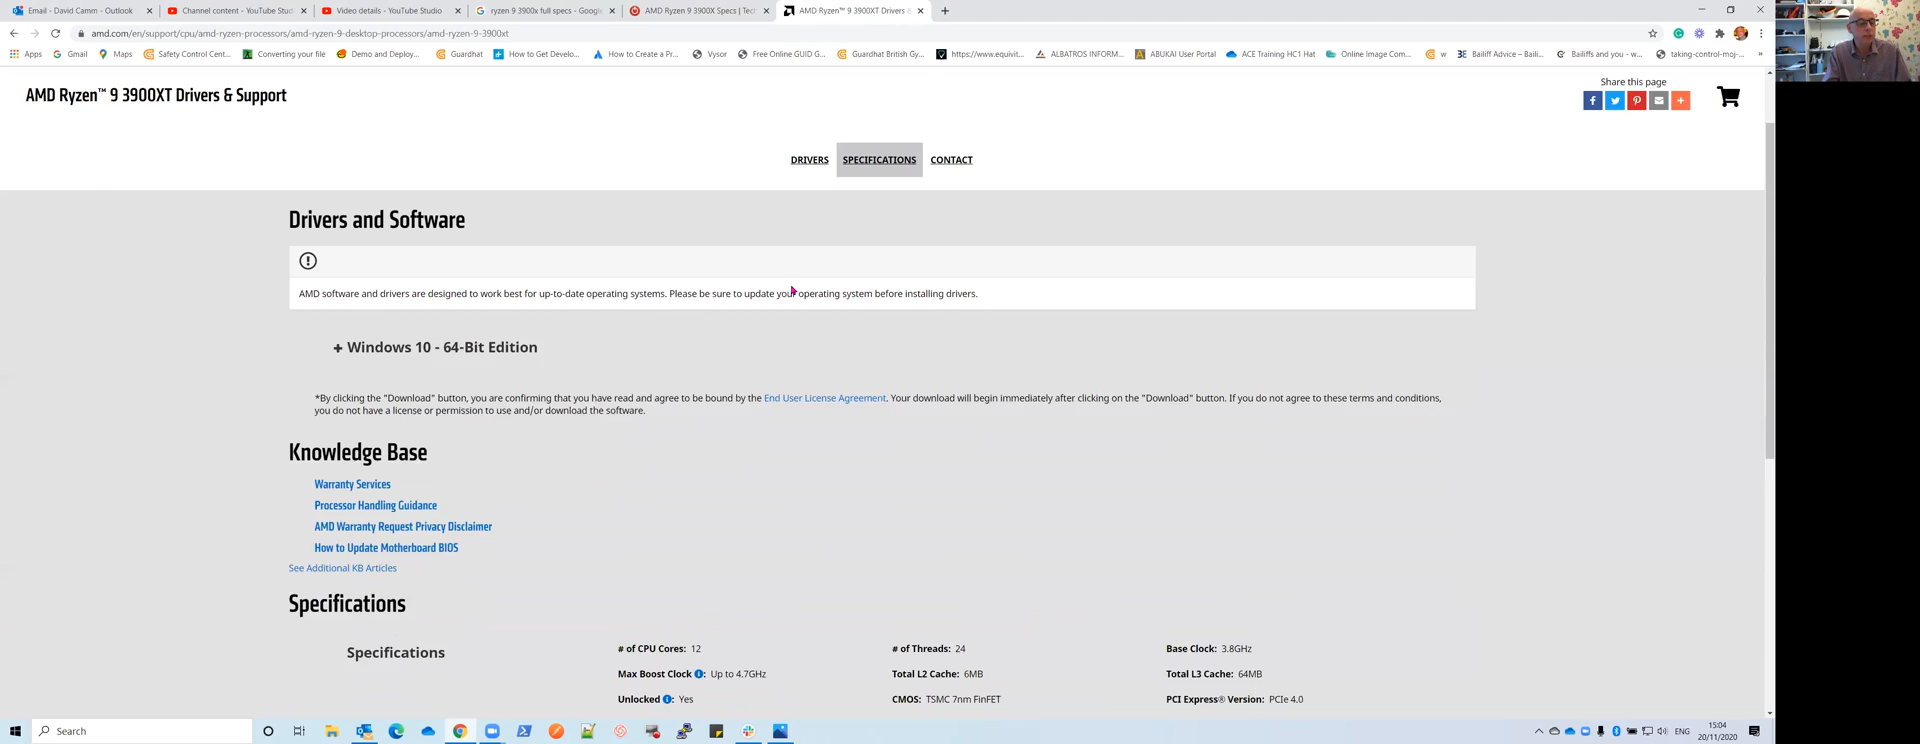 Email - David Camm - Outlook
Channel content - YouTube Stud
Video details - YouTube Studio
ryzen 9 3900x full specs - Google
AMD Ryzen 9 3900X Specs | Tech
AMD Ryzen™ 9 3900XT Drivers &
amd.com/en/support/cpu/amd-ryzen-processors/amd-ryzen-9-desktop-processors/amd-ryzen-9-3900xt
Apps Gmail Maps Safety Control Cent... Converting your file Demo and Deploy... Guardhat How to Get Develo... How to Create a Pr... Vysor Free Online GUID G... Guardhat British Gy... https://www.equivit... ALBATROS INFORM... ABUKAI User Portal ACE Training HC1 Hat Online Image Com... w Bailiff Advice – Baili... Bailiffs and you - w... taking-control-moj-... »
AMD Ryzen™ 9 3900XT Drivers & Support
Share this page
DRIVERS SPECIFICATIONS CONTACT
Drivers and Software
AMD software and drivers are designed to work best for up-to-date operating systems. Please be sure to update your operating system before installing drivers.
+ Windows 10 - 64-Bit Edition
*By clicking the "Download" button, you are confirming that you have read and agree to be bound by the End User License Agreement. Your download will begin immediately after clicking on the "Download" button. If you do not agree to these terms and conditions,
you do not have a license or permission to use and/or download the software.
Knowledge Base
Warranty Services
Processor Handling Guidance
AMD Warranty Request Privacy Disclaimer
How to Update Motherboard BIOS
See Additional KB Articles
Specifications
Specifications
# of CPU Cores: 12 # of Threads: 24 Base Clock: 3.8GHz
Max Boost Clock : Up to 4.7GHz Total L2 Cache: 6MB Total L3 Cache: 64MB
Unlocked : Yes CMOS: TSMC 7nm FinFET PCI Express® Version: PCIe 4.0
Search
ENG
15:04
20/11/2020